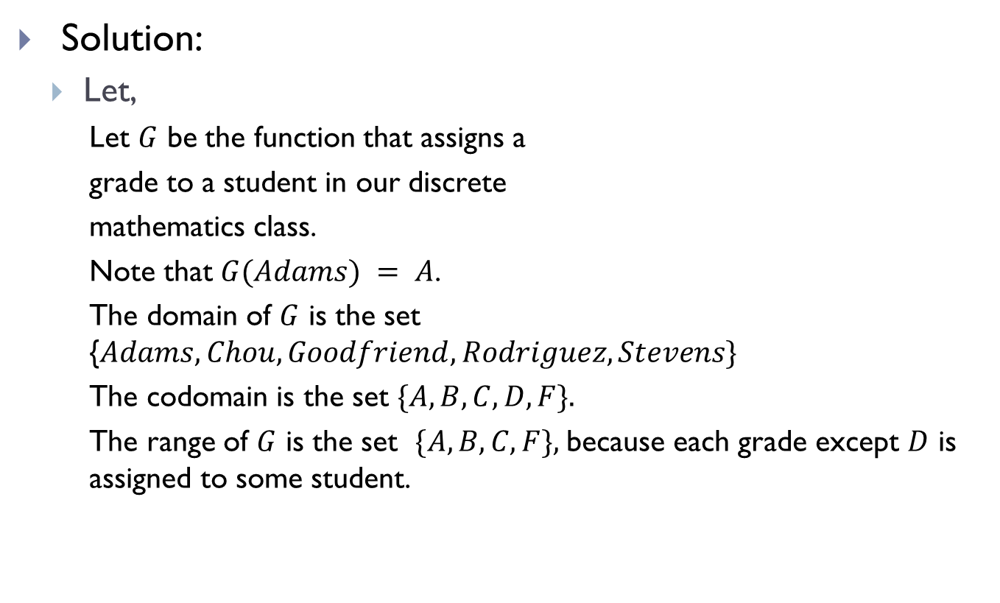 Solution:
Let,
Let G be the function that assigns a
grade to a student in our discrete
mathematics class.
Note that G(Adams) = A.
The domain of G is the set
{Adams, Chou, Goodfriend, Rodriguez, Stevens}
The codomain is the set {A, B, C, D, F}.
The range of G is the set {A, B, C, F}, because each grade except D is
assigned to some student.